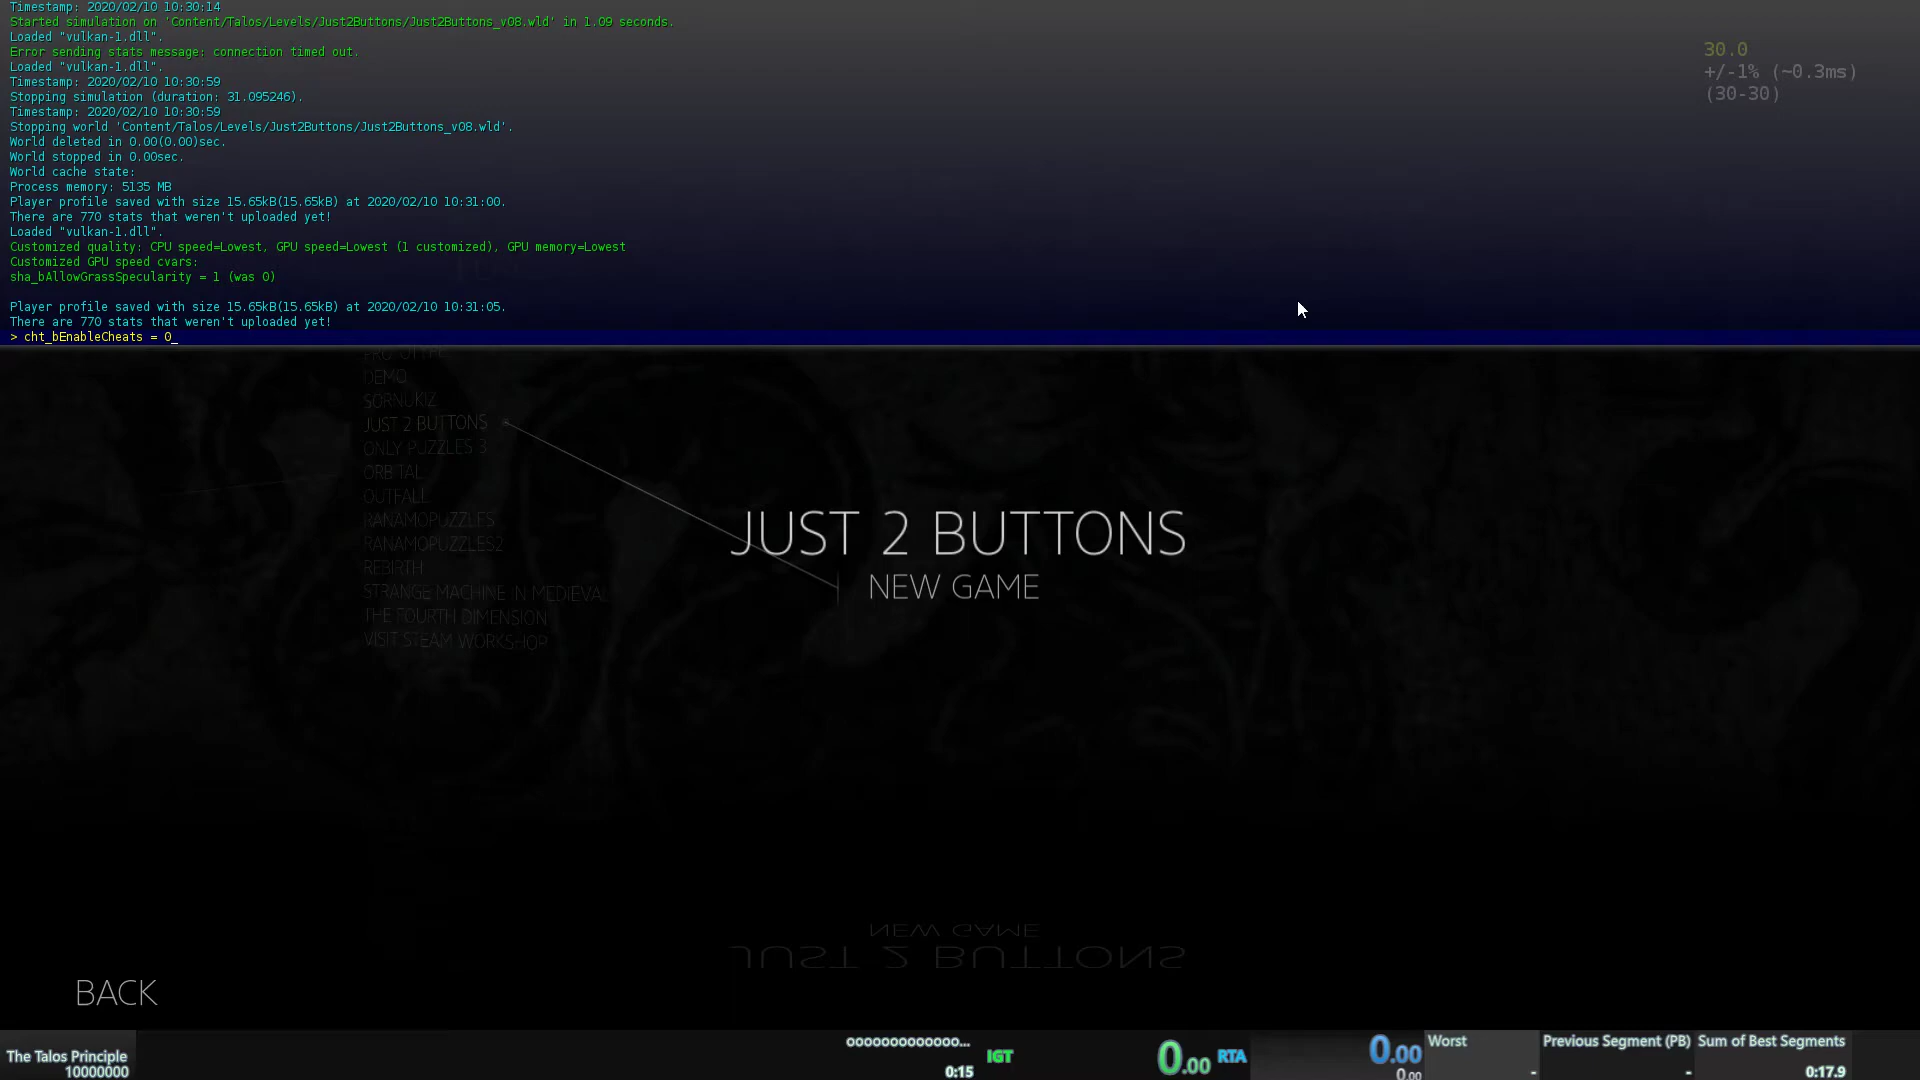 Timestamp: 2020/02/10 10:30:14
Started simulation on 'Content/Talos/Levels/Just2Buttons/Just2Buttons_v08.wld' in 1.09 seconds.
Loaded "vulkan-1.dll".
Error sending stats message: connection timed out.
Loaded "vulkan-1.dll".
Timestamp: 2020/02/10 10:30:59
Stopping simulation (duration: 31.095246).
Timestamp: 2020/02/10 10:30:59
Stopping world 'Content/Talos/Levels/Just2Buttons/Just2Buttons_v08.wld'.
World deleted in 0.00(0.00)sec.
World stopped in 0.00sec.
World cache state:
Process memory: 5135 MB
Player profile saved with size 15.65kB(15.65kB) at 2020/02/10 10:31:00.
There are 770 stats that weren't uploaded yet!
Loaded "vulkan-1.dll".
Customized quality: CPU speed=Lowest, GPU speed=Lowest (1 customized), GPU memory=Lowest
Customized GPU speed cvars:
sha_bAllowGrassSpecularity = 1 (was 0)
Player profile saved with size 15.65kB(15.65kB) at 2020/02/10 10:31:05.
There are 770 stats that weren't uploaded yet!
> cht_bEnableCheats = 0_
30.0
+/-1% (~0.3ms)
(30-30)
PROTOTYPE
DEMO
SORNUKIZ
JUST 2 BUTTONS
ONLY PUZZLES 3
ORBITAL
OUTFALL
RANAMOPUZZLES
RANAMOPUZZLES2
REBIRTH
STRANGE MACHINE IN MEDIEVAL
THE FOURTH DIMENSION
VISIT STEAM WORKSHOP
JUST 2 BUTTONS
NEW GAME
NEW GAME
JUST 2 BUTTONS
BACK
The Talos Principle
10000000
ooooooooooooo...
0:15
IGT
0.00
RTA
0.00
0.00
Worst
-
Previous Segment (PB)
-
Sum of Best Segments
0:17.9